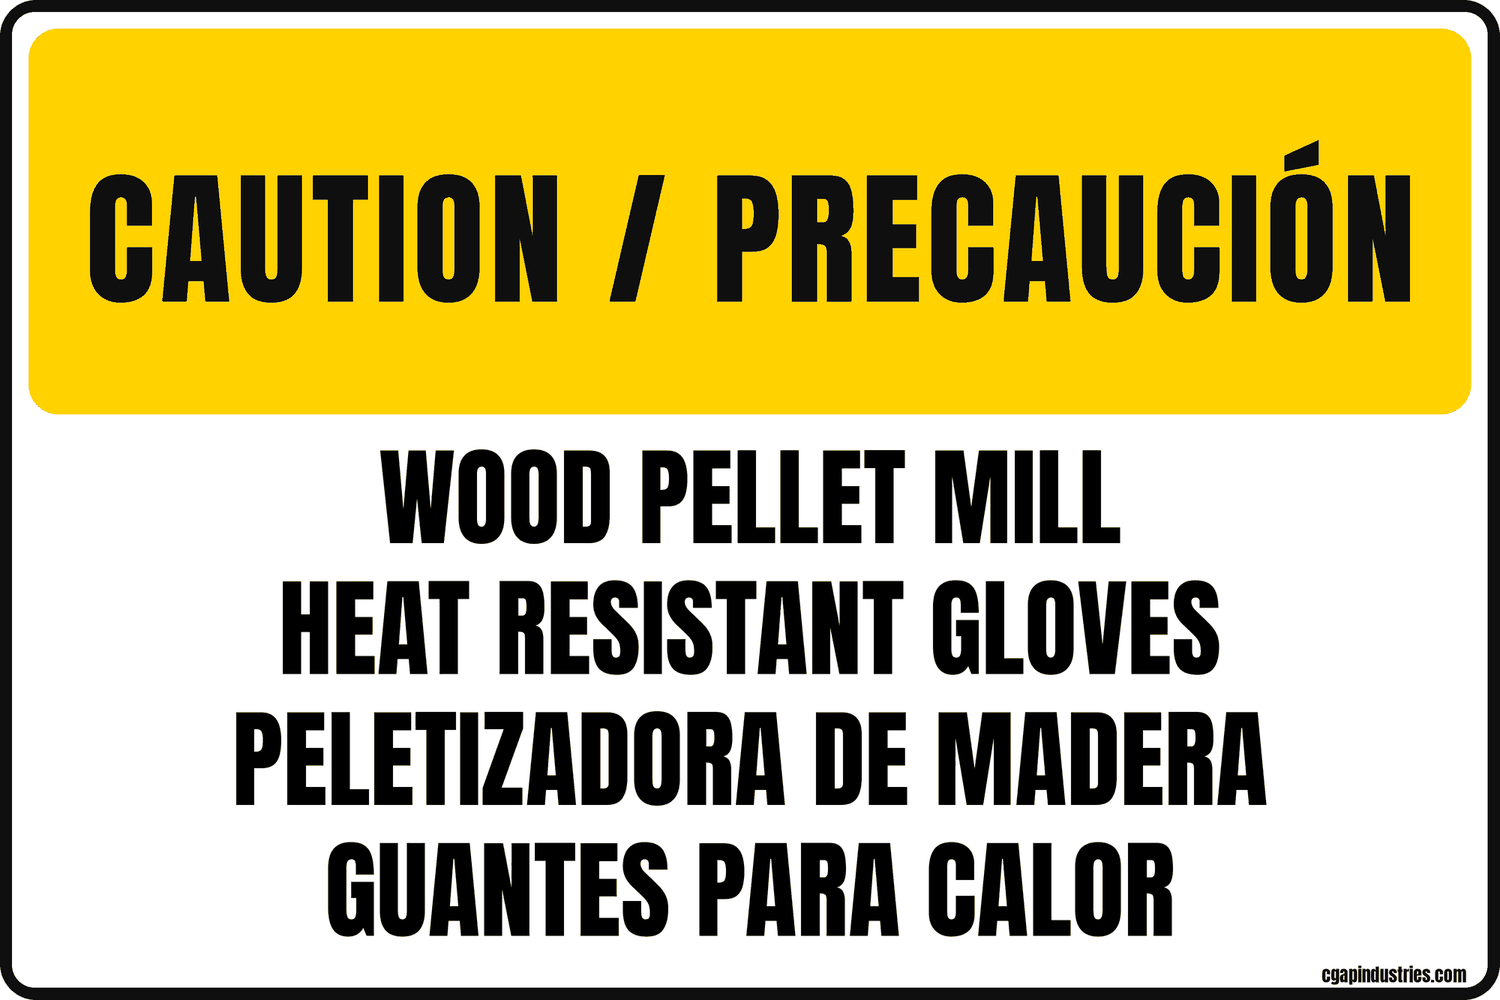 CAUTION / PRECAUCIÓN
WOOD PELLET MILL
HEAT RESISTANT GLOVES
PELETIZADORA DE MADERA
GUANTES PARA CALOR
cgapindustries.com